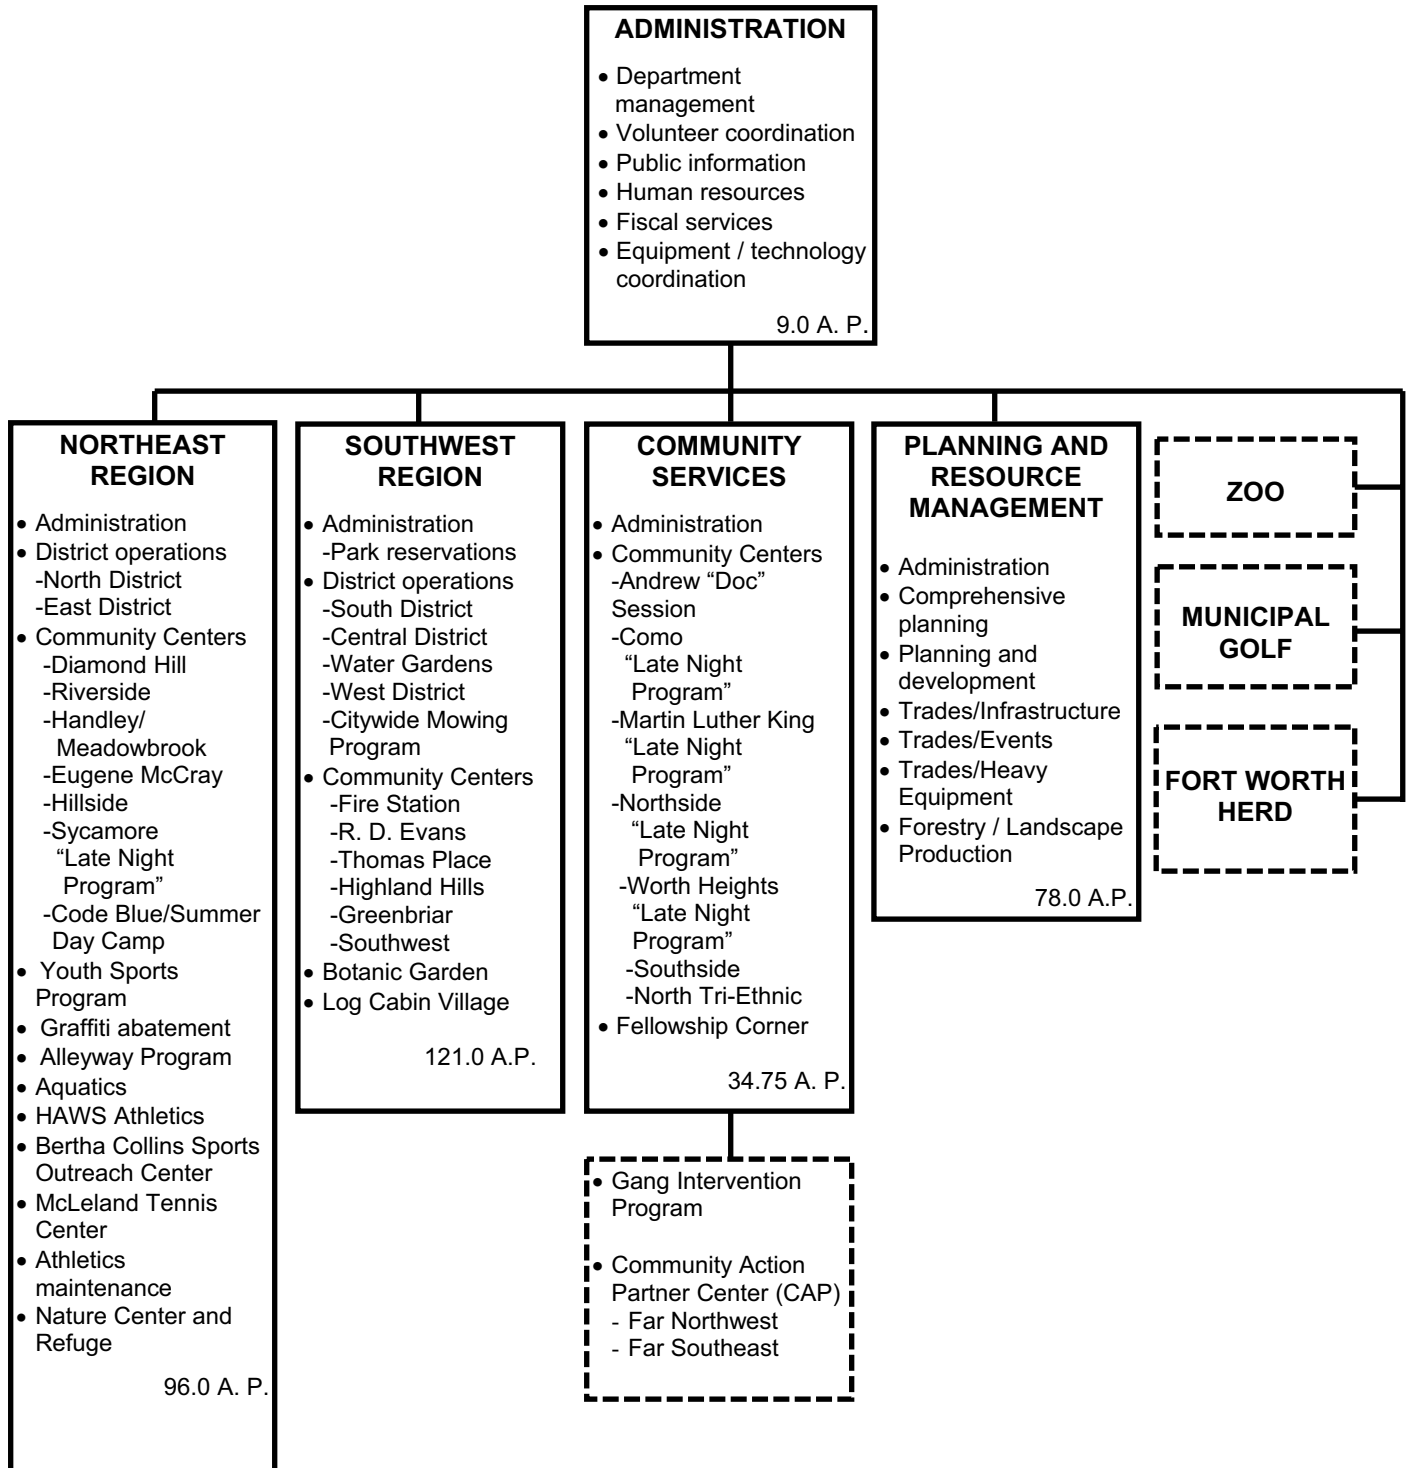 ADMINISTRATION
• Department
management
• Volunteer coordination
• Public information
• Human resources
• Fiscal services
• Equipment / technology
coordination
9.0 A. P.
NORTHEAST
REGION
• Administration
• District operations
-North District
-East District
• Community Centers
-Diamond Hill
-Riverside
-Handley/
Meadowbrook
-Eugene McCray
-Hillside
-Sycamore
“Late Night
Program”
-Code Blue/Summer
Day Camp
• Youth Sports
Program
• Graffiti abatement
• Alleyway Program
• Aquatics
• HAWS Athletics
• Bertha Collins Sports
Outreach Center
• McLeland Tennis
Center
• Athletics
maintenance
• Nature Center and
Refuge
96.0 A. P.
SOUTHWEST
REGION
• Administration
-Park reservations
• District operations
-South District
-Central District
-Water Gardens
-West District
-Citywide Mowing
Program
• Community Centers
-Fire Station
-R. D. Evans
-Thomas Place
-Highland Hills
-Greenbriar
-Southwest
• Botanic Garden
• Log Cabin Village
121.0 A.P.
COMMUNITY
SERVICES
• Administration
• Community Centers
-Andrew “Doc”
Session
-Como
“Late Night
Program”
-Martin Luther King
“Late Night
Program”
-Northside
“Late Night
Program”
-Worth Heights
“Late Night
Program”
-Southside
-North Tri-Ethnic
• Fellowship Corner
34.75 A. P.
• Gang Intervention
Program
• Community Action
Partner Center (CAP)
- Far Northwest
- Far Southeast
PLANNING AND
RESOURCE
MANAGEMENT
• Administration
• Comprehensive
planning
• Planning and
development
• Trades/Infrastructure
• Trades/Events
• Trades/Heavy
Equipment
• Forestry / Landscape
Production
78.0 A.P.
ZOO
MUNICIPAL
GOLF
FORT WORTH
HERD